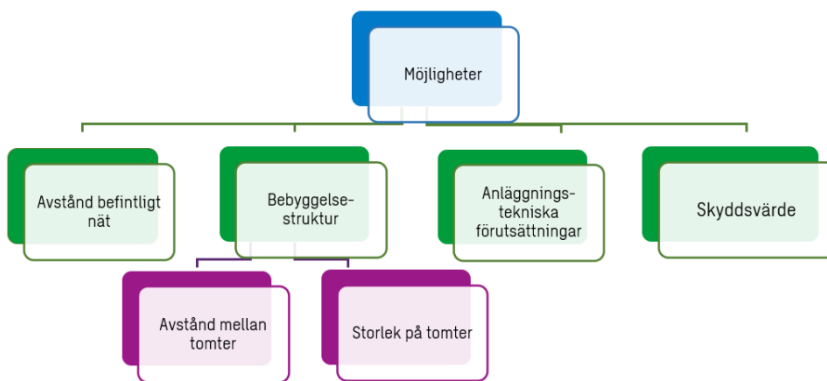 Möjligheter
Avstånd befintligt
nät
Bebyggelse-
struktur
Anläggnings-
tekniska
förutsättningar
Skyddsvärde
Avstånd mellan
tomter
Storlek på tomter